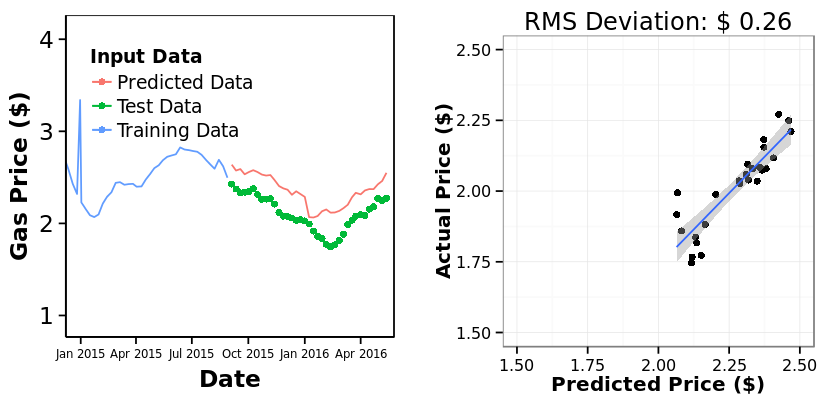 4
3
2
1
Gas Price ($)
Input Data
Predicted Data
Test Data
Training Data
Jan 2015 Apr 2015 Jul 2015 Oct 2015 Jan 2016 Apr 2016
Date
RMS Deviation: $ 0.26
2.50
2.25
2.00
1.75
1.50
Actual Price ($)
1.50 1.75 2.00 2.25 2.50
Predicted Price ($)